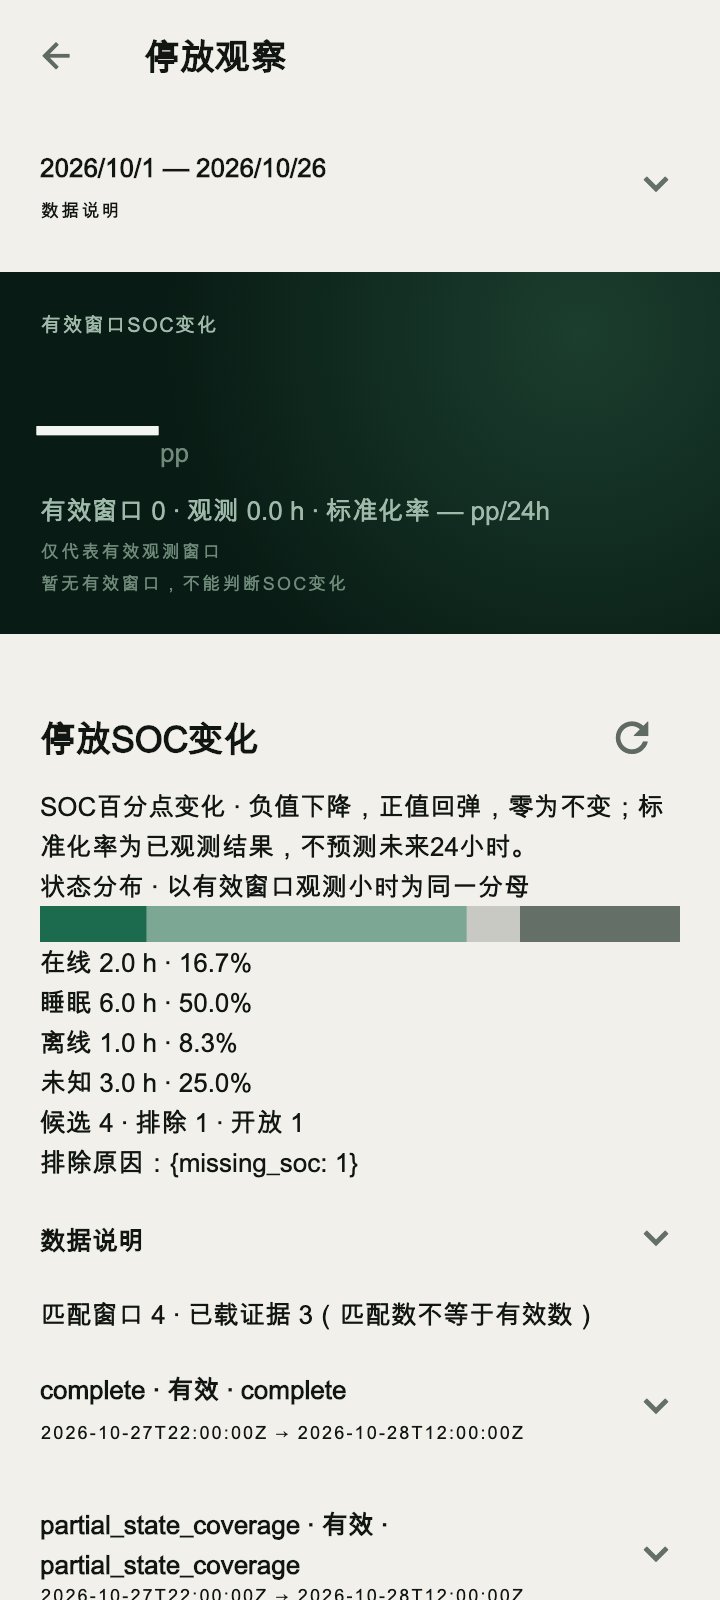 停放观察
2026/10/1 — 2026/10/26
数据说明
有效窗口SOC变化
—
pp
有效窗口 0 · 观测 0.0 h · 标准化率 — pp/24h
仅代表有效观测窗口
暂无有效窗口，不能判断SOC变化
停放SOC变化
SOC百分点变化 · 负值下降，正值回弹，零为不变；标
准化率为已观测结果，不预测未来24小时。
状态分布 · 以有效窗口观测小时为同一分母
在线 2.0 h · 16.7%
睡眠 6.0 h · 50.0%
离线 1.0 h · 8.3%
未知 3.0 h · 25.0%
候选 4 · 排除 1 · 开放 1
排除原因：{missing_soc: 1}
数据说明
匹配窗口 4 · 已载证据 3（匹配数不等于有效数）
complete · 有效 · complete
2026-10-27T22:00:00Z → 2026-10-28T12:00:00Z
partial_state_coverage · 有效 ·
partial_state_coverage
2026-10-27T22:00:00Z → 2026-10-28T12:00:00Z